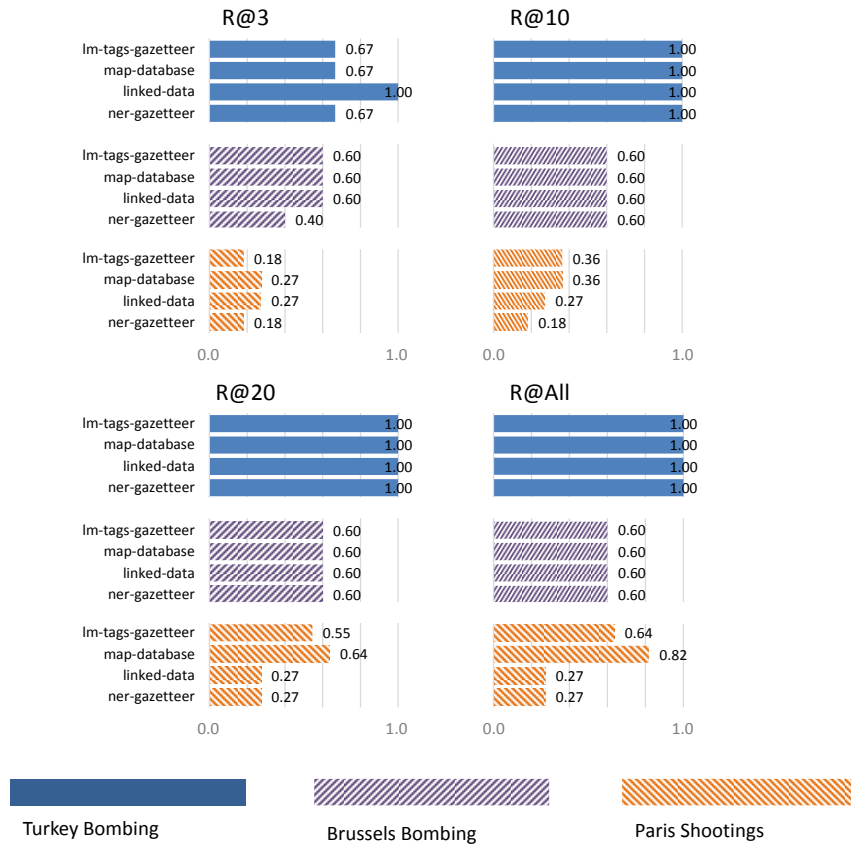 R@3 R@10
lm-tags-gazetteer 0.67 1.00
map-database 0.67 1.00
linked-data 1.00 1.00
ner-gazetteer 0.67 1.00
lm-tags-gazetteer 0.60 0.60
map-database 0.60 0.60
linked-data 0.60 0.60
ner-gazetteer 0.40 0.60
lm-tags-gazetteer 0.18 0.36
map-database 0.27 0.36
linked-data 0.27 0.27
ner-gazetteer 0.18 0.18
0.0 1.0 0.0 1.0
R@20 R@All
lm-tags-gazetteer 1.00 1.00
map-database 1.00 1.00
linked-data 1.00 1.00
ner-gazetteer 1.00 1.00
lm-tags-gazetteer 0.60 0.60
map-database 0.60 0.60
linked-data 0.60 0.60
ner-gazetteer 0.60 0.60
lm-tags-gazetteer 0.55 0.64
map-database 0.64 0.82
linked-data 0.27 0.27
ner-gazetteer 0.27 0.27
0.0 1.0 0.0 1.0
Turkey Bombing Brussels Bombing Paris Shootings